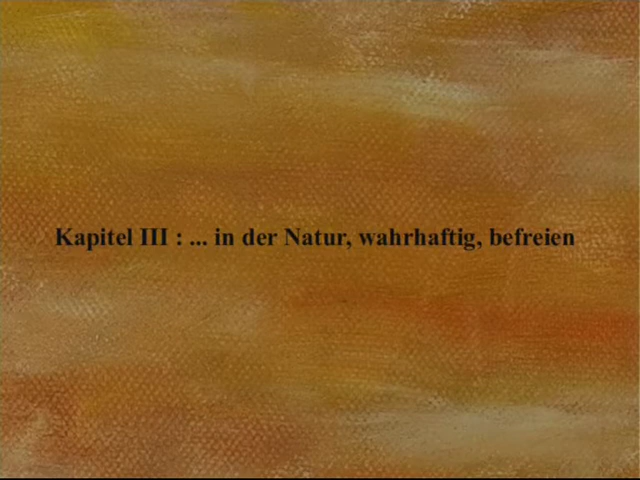 Kapitel III : ... in der Natur, wahrhaftig, befreien